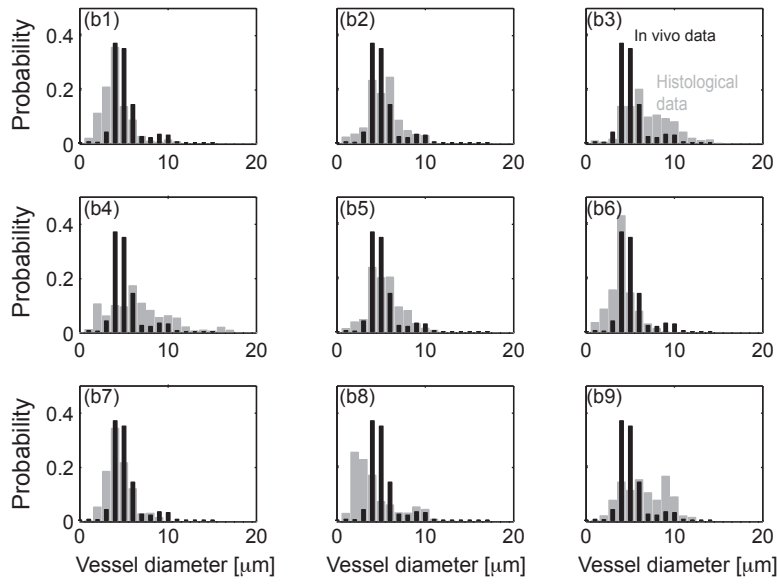 (b1)
(b2)
(b3)
In vivo data
Histological
data
Probability
0.4
0.2
0
0 10 20
0 10 20
0 10 20
(b4)
(b5)
(b6)
Probability
0.4
0.2
0
0 10 20
0 10 20
0 10 20
(b7)
(b8)
(b9)
Probability
0.4
0.2
0
0 10 20
0 10 20
0 10 20
Vessel diameter [μm]
Vessel diameter [μm]
Vessel diameter [μm]